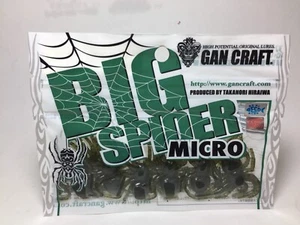 HIGH POTENTIAL ORIGINAL LURES
GAN CRAFT.
http://www.gancraft.com
PRODUCED BY TAKANORI HIRAIWA
BIG
SPIDER
MICRO